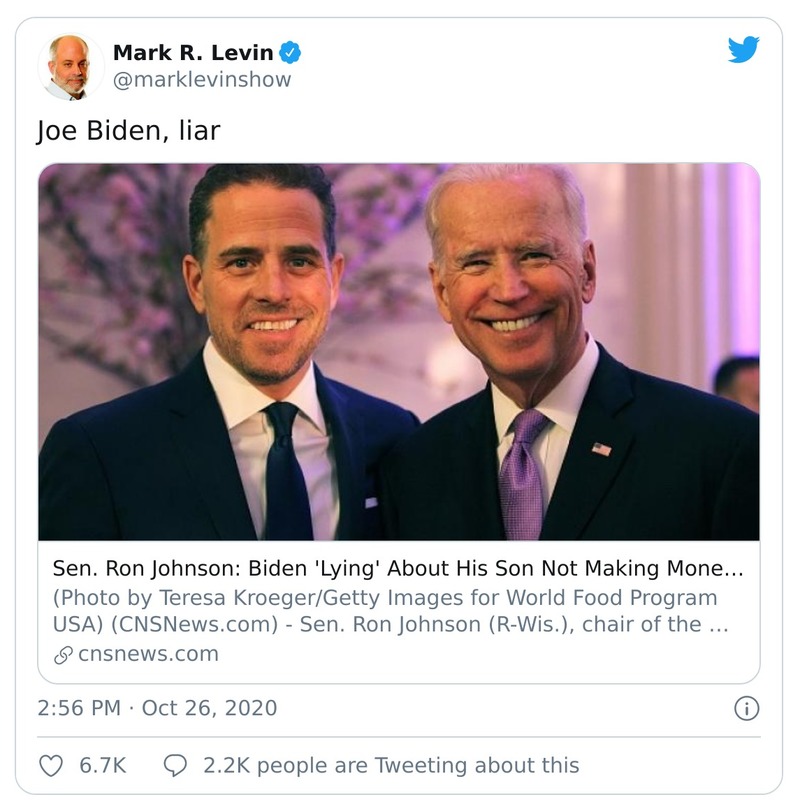 Mark R. Levin
@marklevinshow
Joe Biden, liar
Sen. Ron Johnson: Biden 'Lying' About His Son Not Making Mone...
(Photo by Teresa Kroeger/Getty Images for World Food Program
USA) (CNSNews.com) - Sen. Ron Johnson (R-Wis.), chair of the ...
cnsnews.com
2:56 PM · Oct 26, 2020
6.7K 2.2K people are Tweeting about this